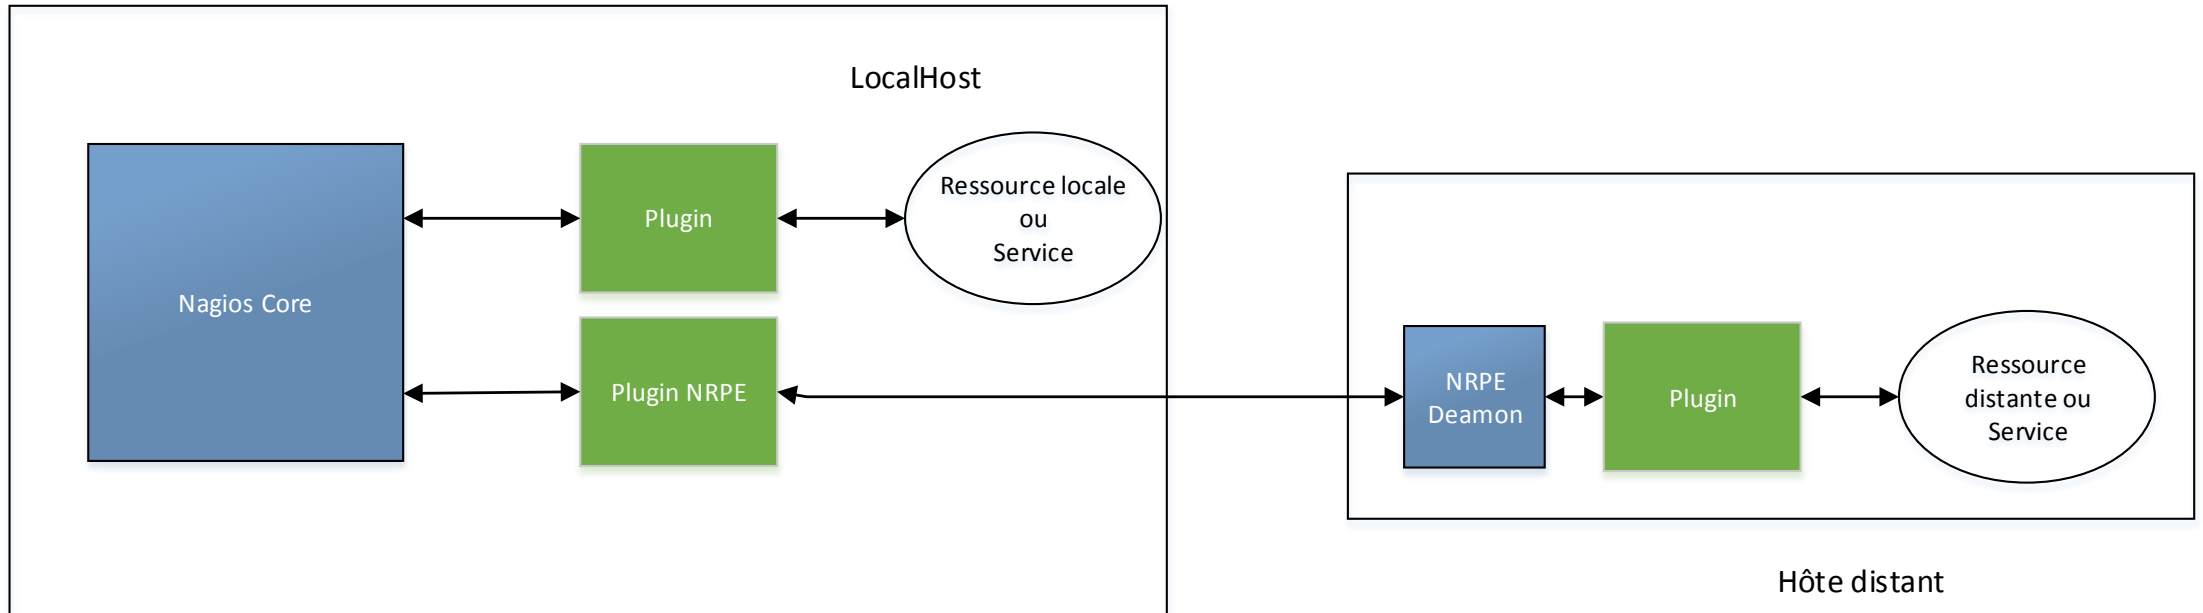 LocalHost
Nagios Core
Plugin
Ressource locale
ou
Service
Plugin NRPE
NRPE
Deamon
Plugin
Ressource
distante ou
Service
Hôte distant